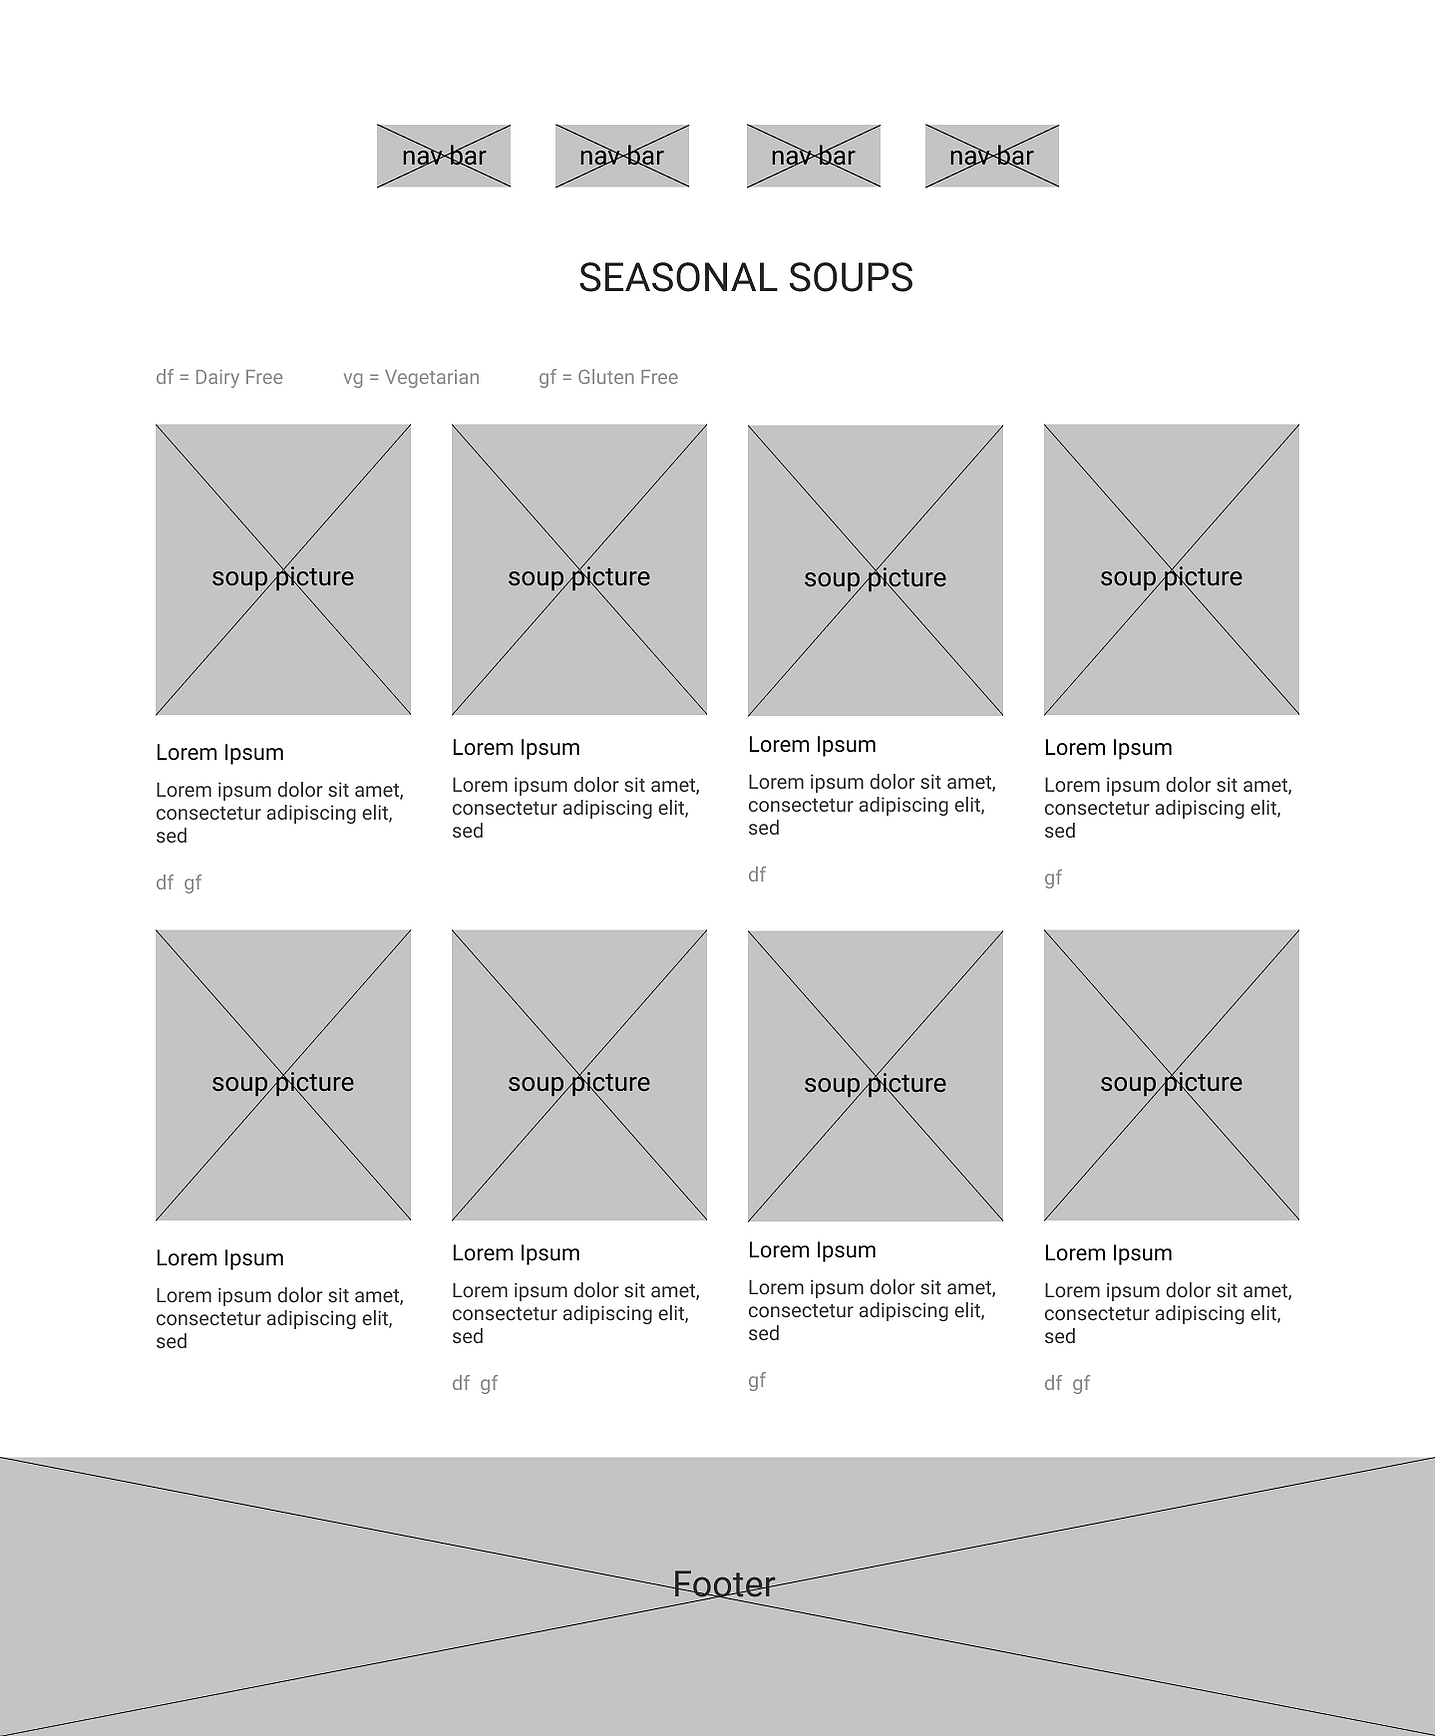 nav bar
nav bar
nav bar
nav bar
SEASONAL SOUPS
df = Dairy Free
vg = Vegetarian
gf = Gluten Free
soup picture
soup picture
soup picture
soup picture
Lorem Ipsum
Lorem ipsum dolor sit amet,
consectetur adipiscing elit,
sed
df gf
Lorem Ipsum
Lorem ipsum dolor sit amet,
consectetur adipiscing elit,
sed
Lorem Ipsum
Lorem ipsum dolor sit amet,
consectetur adipiscing elit,
sed
df
Lorem Ipsum
Lorem ipsum dolor sit amet,
consectetur adipiscing elit,
sed
gf
soup picture
soup picture
soup picture
soup picture
Lorem Ipsum
Lorem ipsum dolor sit amet,
consectetur adipiscing elit,
sed
Lorem Ipsum
Lorem ipsum dolor sit amet,
consectetur adipiscing elit,
sed
df gf
Lorem Ipsum
Lorem ipsum dolor sit amet,
consectetur adipiscing elit,
sed
gf
Lorem Ipsum
Lorem ipsum dolor sit amet,
consectetur adipiscing elit,
sed
df gf
Footer